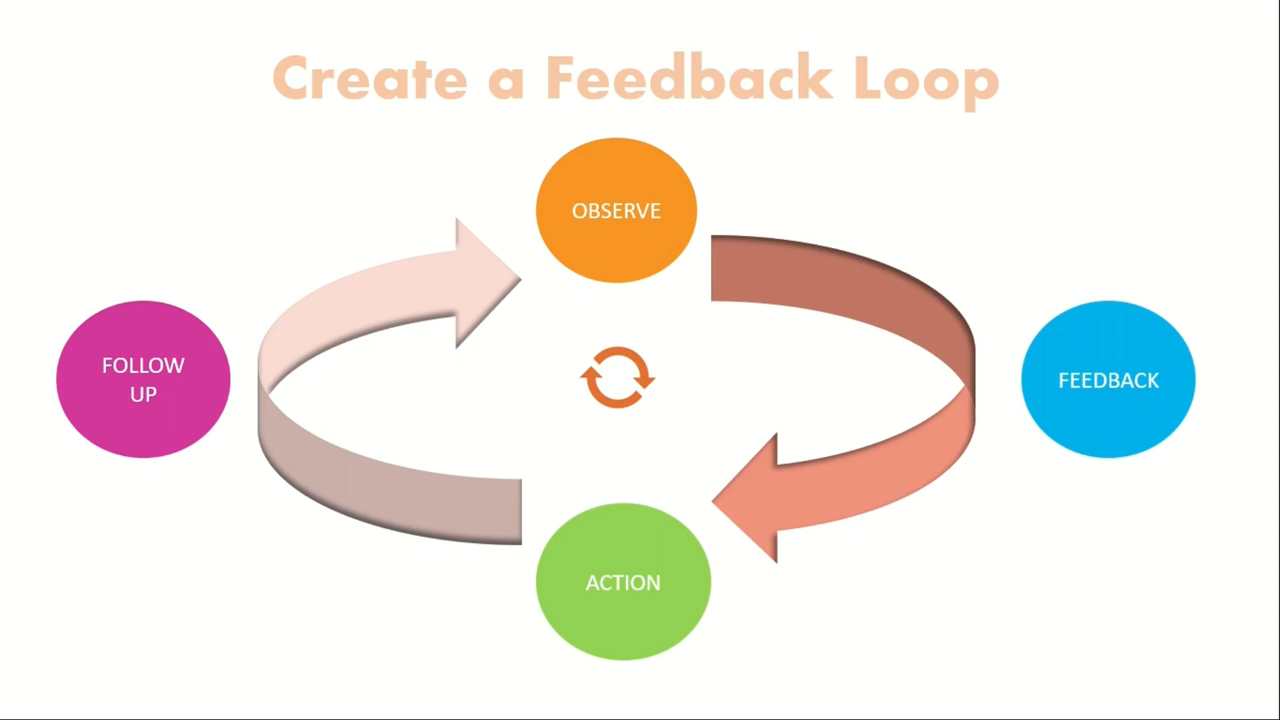 Create a Feedback Loop
OBSERVE
FOLLOW
UP
FEEDBACK
ACTION